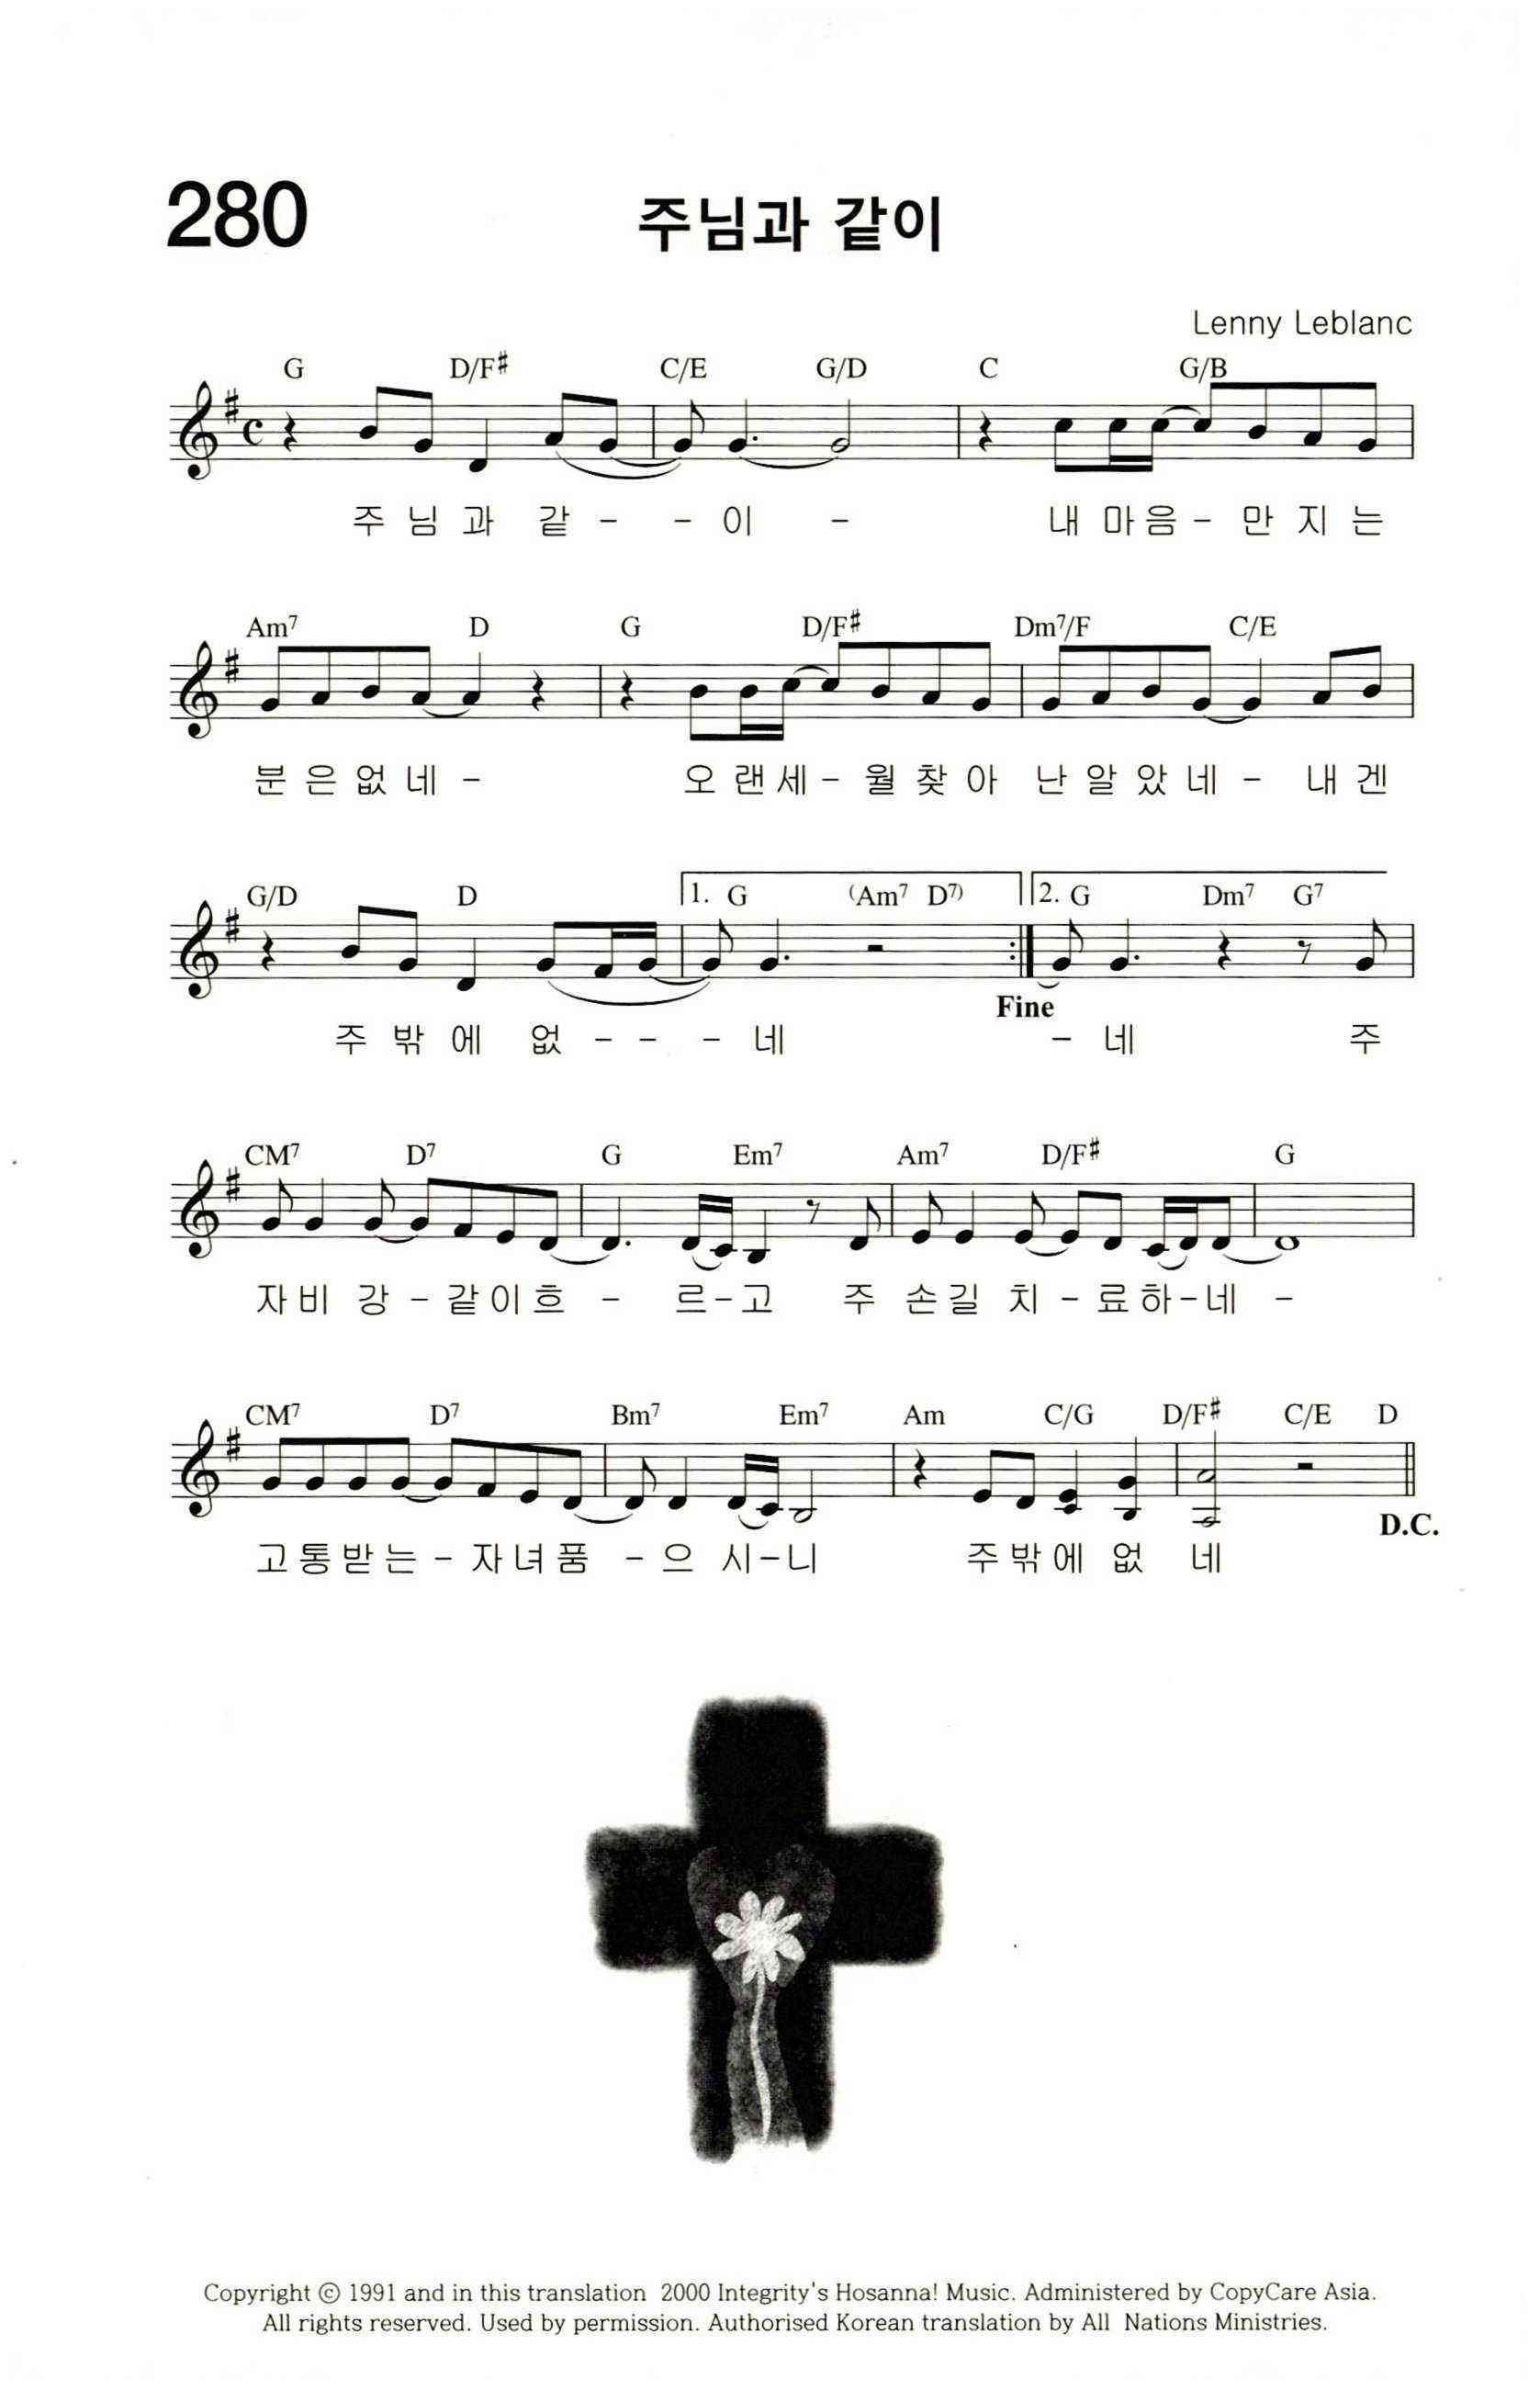 280
주님과 같이
Lenny Leblanc
G D/F♯ C/E G/D C G/B
주 님 과 같 - - 이 - 내 마 음 - 만 지 는
Am7 D G D/F♯ Dm7/F C/E
분 은 없 네 - 오 랜 세 - 월 찾 아 난 알 았 네 - 내 겐
G/D D 1. G (Am7 D7) 2. G Dm7 G7
Fine
주 밖 에 없 - - - 네 - 네 주
CM7 D7 G Em7 Am7 D/F♯ G
자 비 강 - 같 이 흐 - 르 - 고 주 손 길 치 - 료 하 - 네 -
CM7 D7 Bm7 Em7 Am C/G D/F♯ C/E D
D.C.
고 통 받 는 - 자 녀 품 - 으 시 - 니 주 밖 에 없 네
Copyright ⓒ 1991 and in this translation 2000 Integrity's Hosanna! Music. Administered by CopyCare Asia.
All rights reserved. Used by permission. Authorised Korean translation by All Nations Ministries.